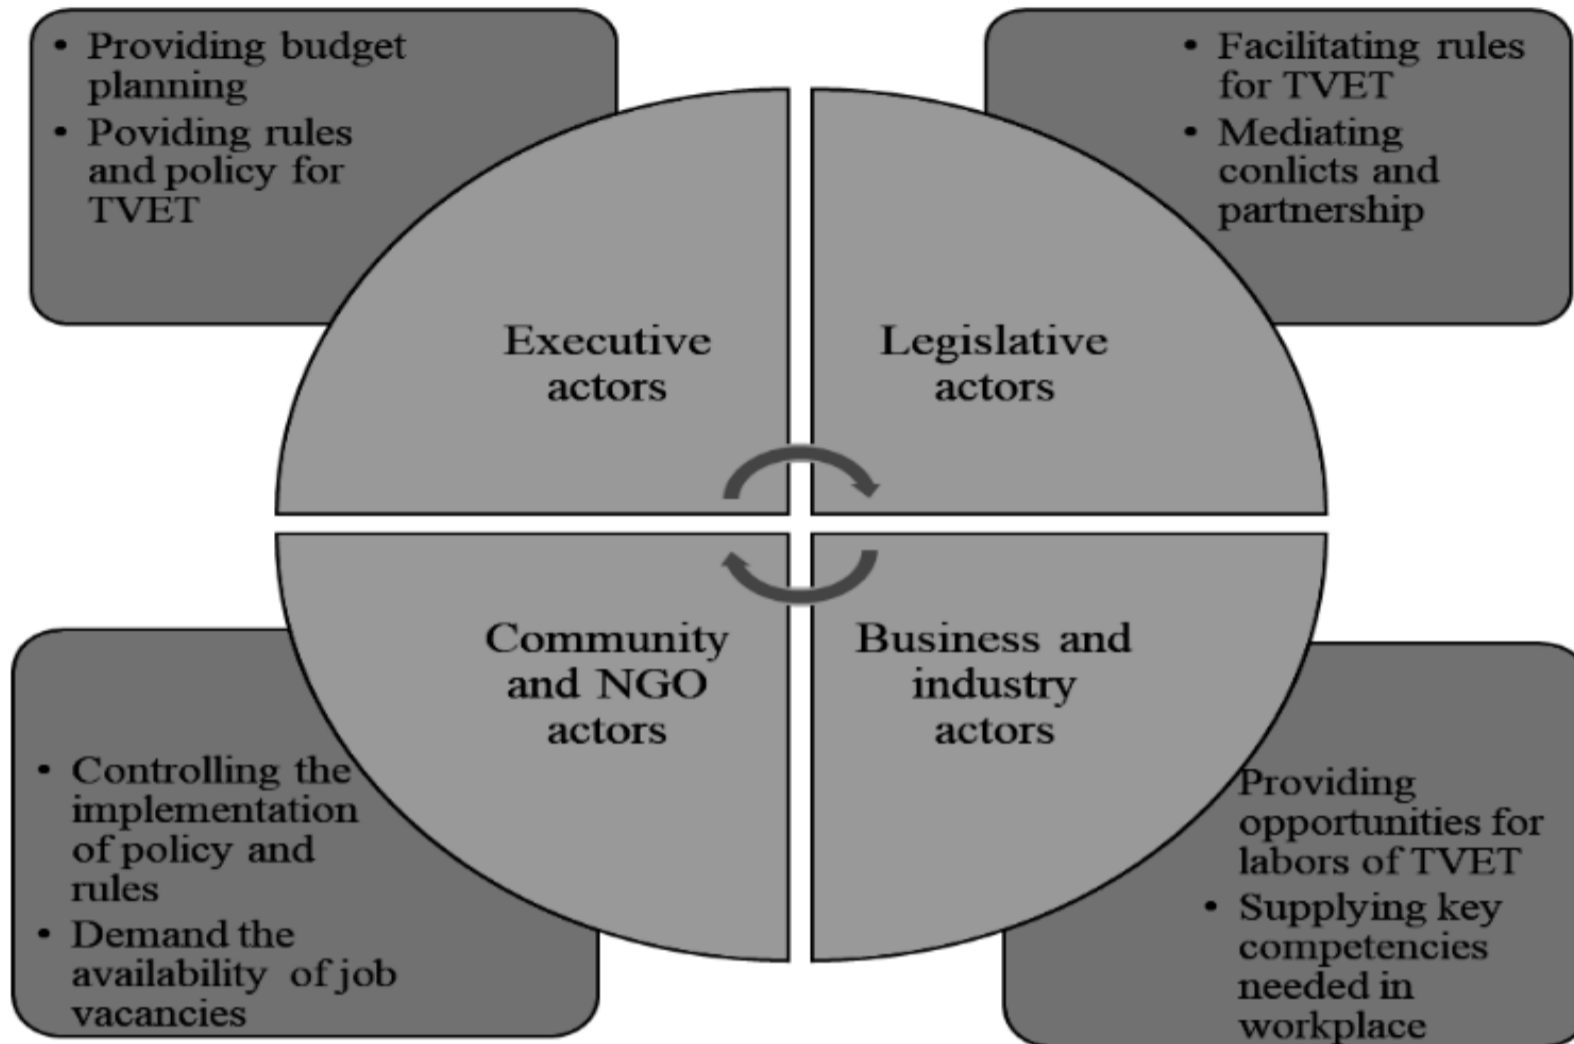 • Providing budget
planning
• Poviding rules
and policy for
TVET
• Facilitating rules
for TVET
• Mediating
conlicts and
partnership
Executive
actors
Legislative
actors
Community
and NGO
actors
Business and
industry
actors
• Controlling the
implementation
of policy and
rules
• Demand the
availability of job
vacancies
Providing
opportunities for
labors of TVET
• Supplying key
competencies
needed in
workplace